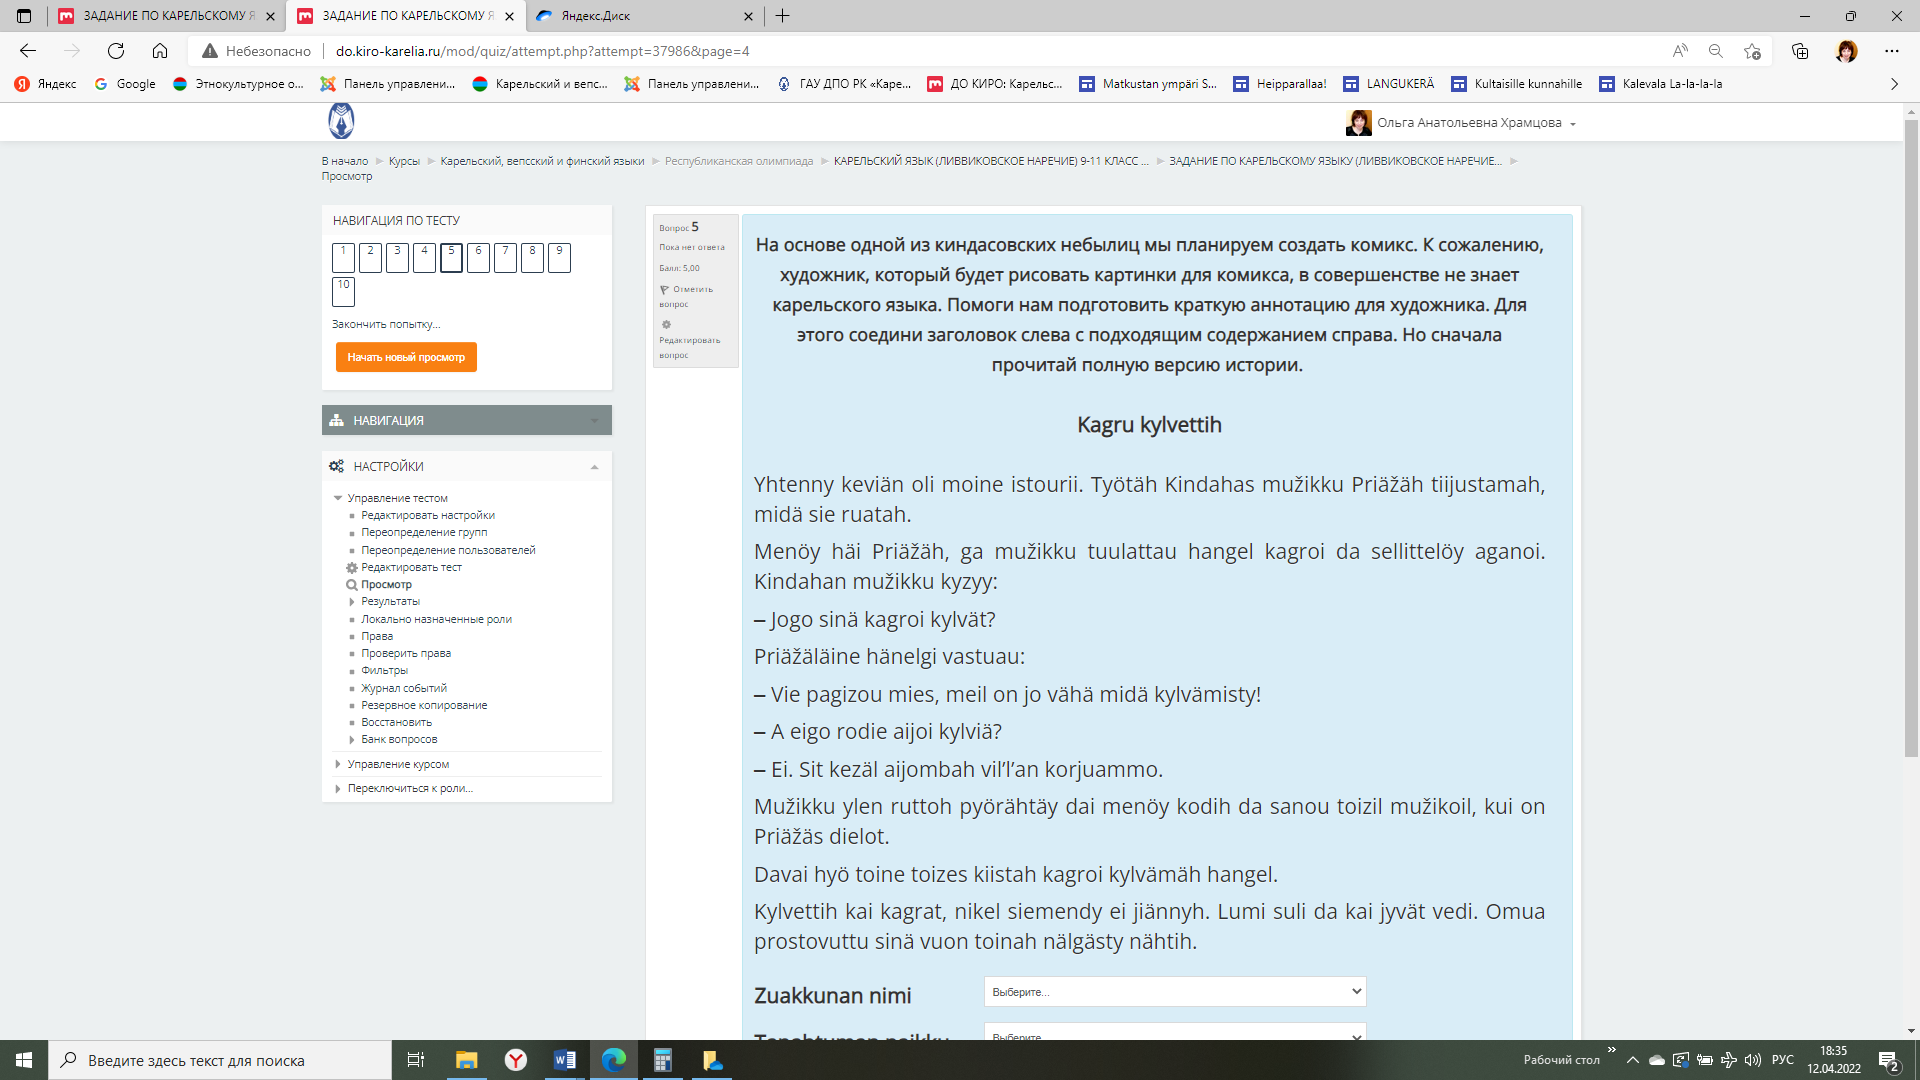 ЗАДАНИЕ ПО КАРЕЛЬСКОМУ Я
ЗАДАНИЕ ПО КАРЕЛЬСКОМУ Я
Яндекс.Диск
Небезопасно
do.kiro-karelia.ru/mod/quiz/attempt.php?attempt=37986&page=4
Яндекс
Google
Этнокультурное о...
Панель управлени...
Карельский и вепс...
Панель управлени...
ГАУ ДПО РК «Каре...
ДО КИРО: Карельс...
Matkustan ympäri S...
Heipparallaa!
LANGUKERÄ
Kultaisille kunnahille
Kalevala La-la-la-la
Ольга Анатольевна Храмцова
В начало
Курсы
Карельский, вепсский и финский языки
Республиканская олимпиада
КАРЕЛЬСКИЙ ЯЗЫК (ЛИВВИКОВСКОЕ НАРЕЧИЕ) 9-11 КЛАСС ...
ЗАДАНИЕ ПО КАРЕЛЬСКОМУ ЯЗЫКУ (ЛИВВИКОВСКОЕ НАРЕЧИЕ...
Просмотр
НАВИГАЦИЯ ПО ТЕСТУ
1 2 3 4 5 6 7 8 9
10
Закончить попытку...
Начать новый просмотр
НАВИГАЦИЯ
НАСТРОЙКИ
Управление тестом
Редактировать настройки
Переопределение групп
Переопределение пользователей
Редактировать тест
Просмотр
Результаты
Локально назначенные роли
Права
Проверить права
Фильтры
Журнал событий
Резервное копирование
Восстановить
Банк вопросов
Управление курсом
Переключиться к роли...
Вопрос 5
Пока нет ответа
Балл: 5,00
Отметить
вопрос
Редактировать
вопрос
На основе одной из киндасовских небылиц мы планируем создать комикс. К сожалению,
художник, который будет рисовать картинки для комикса, в совершенстве не знает
карельского языка. Помоги нам подготовить краткую аннотацию для художника. Для
этого соедини заголовок слева с подходящим содержанием справа. Но сначала
прочитай полную версию истории.
Kagru kylvettih
Yhtenny keviän oli moine istourii. Työtäh Kindahas mužikku Priäžäh tiijustamah,
midä sie ruatah.
Menöy häi Priäžäh, ga mužikku tuulattau hangel kagroi da sellittelöy aganoi.
Kindahan mužikku kyzyy:
– Jogo sinä kagroi kylvät?
Priäžäläine hänelgi vastuau:
– Vie pagizou mies, meil on jo vähä midä kylvämisty!
– A eigo rodie aijoi kylviä?
– Ei. Sit kezäl aijombah vil’l’an korjuammo.
Mužikku ylen ruttoh pyörähtäy dai menöy kodih da sanou toizil mužikoil, kui on
Priäžäs dielot.
Davai hyö toine toizes kiistah kagroi kylvämäh hangel.
Kylvettih kai kagrat, nikel siemendy ei jiännyh. Lumi suli da kai jyvät vedi. Omua
prostovuttu sinä vuon toinah nälgästy nähtih.
Zuakkunan nimi
Выберите...
Выберите...
Введите здесь текст для поиска
Рабочий стол
РУС
18:35
12.04.2022
2